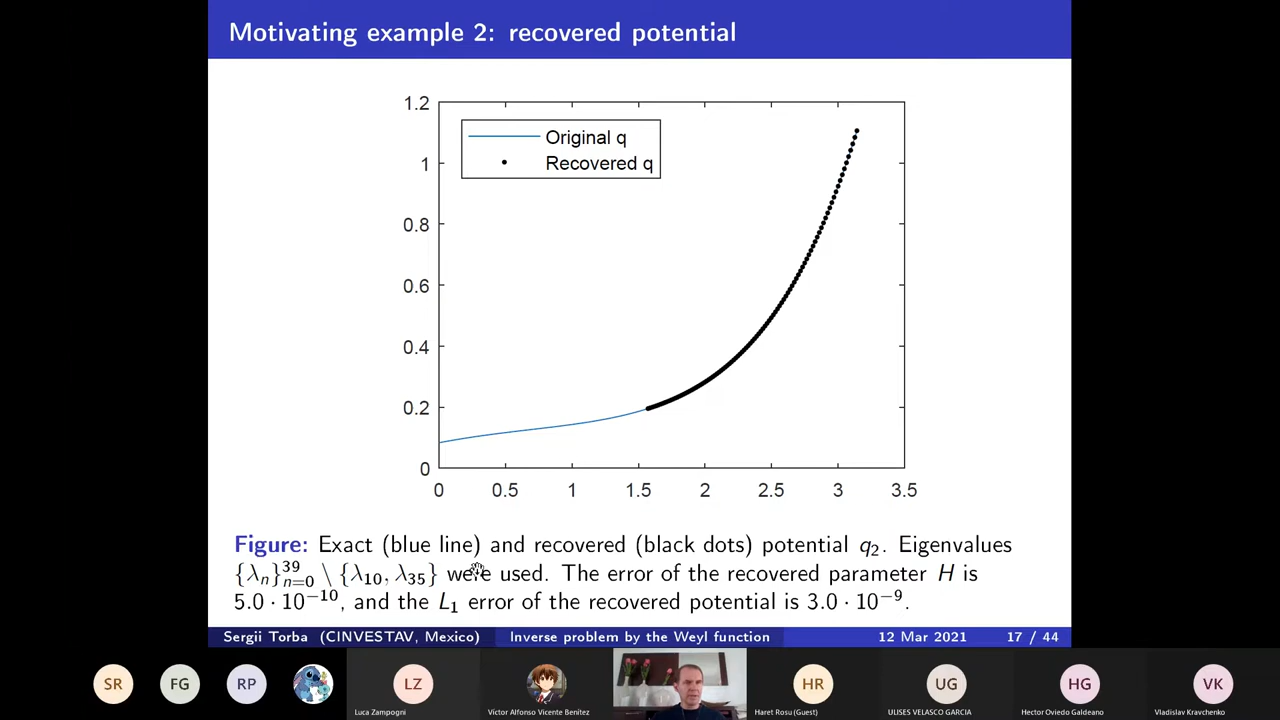 Motivating example 2: recovered potential
1.2
1
0.8
0.6
0.4
0.2
0
Original q
Recovered q
0 0.5 1 1.5 2 2.5 3 3.5
Figure: Exact (blue line) and recovered (black dots) potential q₂. Eigenvalues
{λₙ}³⁹ₙ₌₀ \ {λ₁₀, λ₃₅} were used. The error of the recovered parameter H is
5.0 · 10⁻¹⁰, and the L₁ error of the recovered potential is 3.0 · 10⁻⁹.
Sergii Torba (CINVESTAV, Mexico) Inverse problem by the Weyl function 12 Mar 2021 17 / 44
SR FG RP LZ HR UG HG VK
Luca Zampogni Víctor Alfonso Vicente Benítez Haret Rosu (Guest) ULISES VELASCO GARCIA Hector Oviedo Galdeano Vladislav Kravchenko